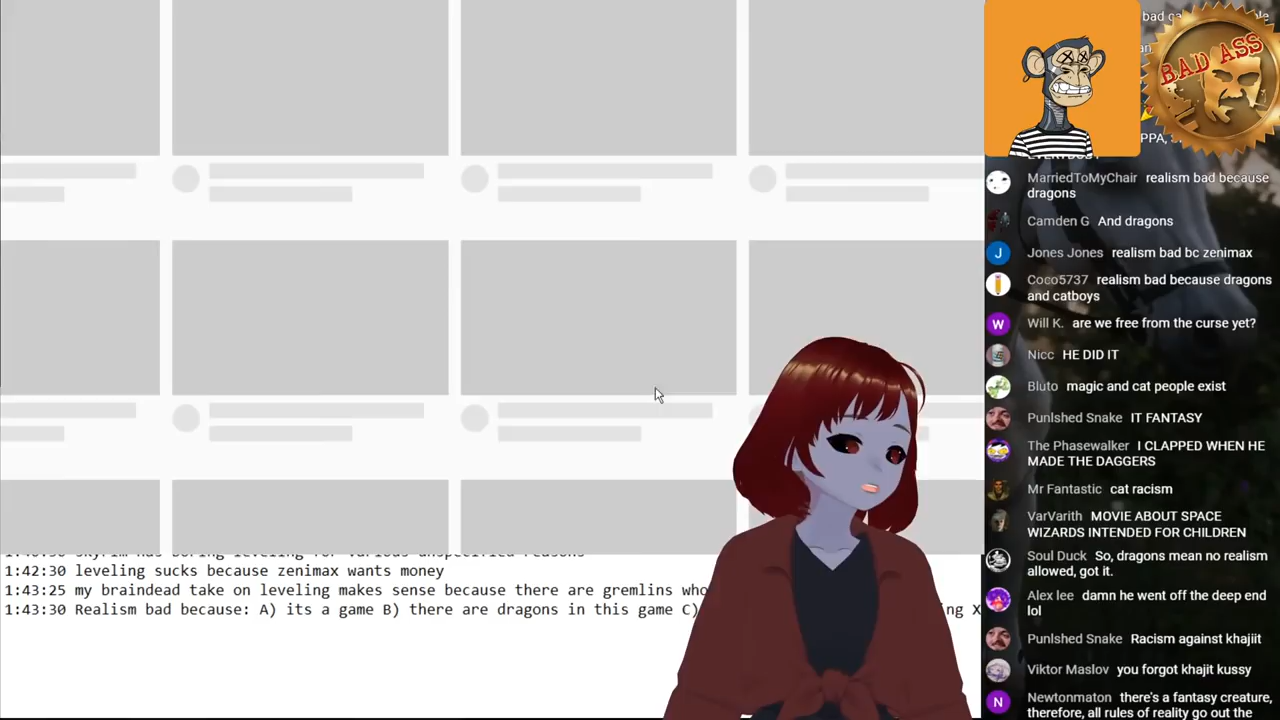 1:42:30 leveling sucks because zenimax wants money
1:43:25 my braindead take on leveling makes sense because there are gremlins who
1:43:30 Realism bad because: A) its a game B) there are dragons in this game C)
BAD ASS
MarriedToMyChair realism bad because
dragons
Camden G And dragons
J Jones Jones realism bad bc zenimax
Coco5737 realism bad because dragons
and catboys
W Will K. are we free from the curse yet?
Nicc HE DID IT
Bluto magic and cat people exist
Punlshed Snake IT FANTASY
The Phasewalker I CLAPPED WHEN HE
MADE THE DAGGERS
Mr Fantastic cat racism
VarVarith MOVIE ABOUT SPACE
WIZARDS INTENDED FOR CHILDREN
Soul Duck So, dragons mean no realism
allowed, got it.
Alex lee damn he went off the deep end
lol
Punlshed Snake Racism against khajiit
Viktor Maslov you forgot khajit kussy
N Newtonmaton there's a fantasy creature,
therefore, all rules of reality go out the